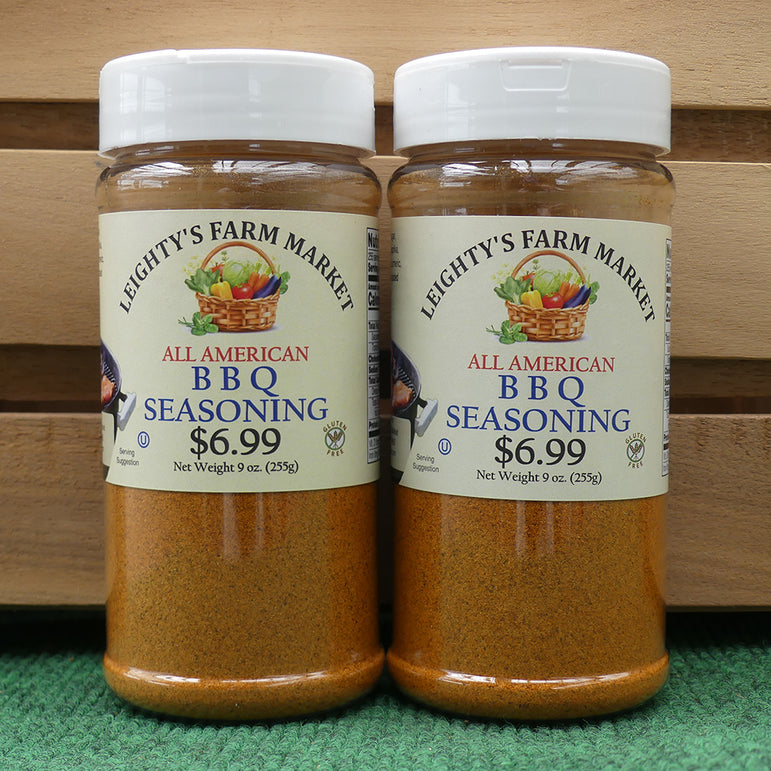 LEIGHTY'S FARM MARKET
ALL AMERICAN
BBQ
SEASONING
$6.99
Net Weight 9 oz. (255g)
U
Serving
Suggestion
GLUTEN
FREE
LEIGHTY'S FARM MARKET
ALL AMERICAN
BBQ
SEASONING
$6.99
Net Weight 9 oz. (255g)
U
Serving
Suggestion
GLUTEN
FREE